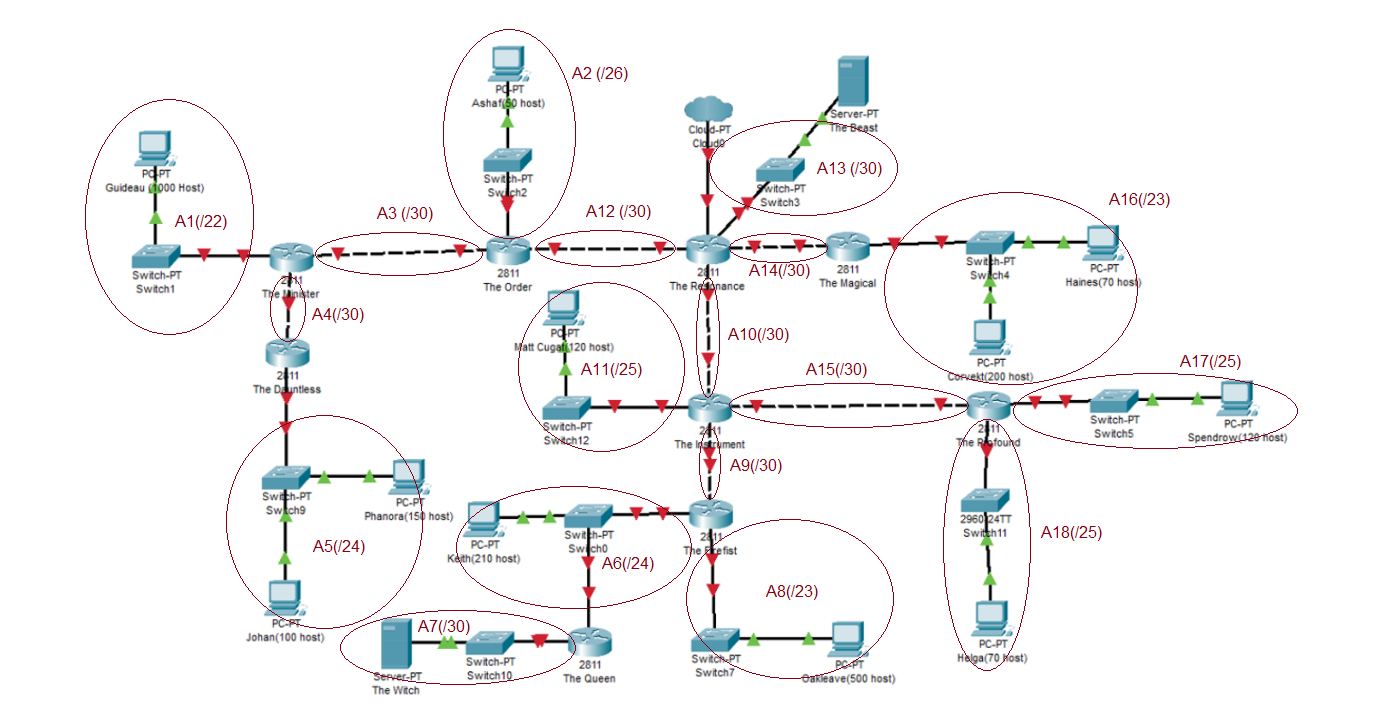 A2 (/26)
PC-PT
Ashaf(50 host)
Switch-PT
Switch2
2811
The Order
PC-PT
Guideau (1000 Host)
A1(/22)
Switch-PT
Switch1
A3 (/30)
2811
The Minister
A4(/30)
2811
The Dauntless
A12 (/30)
Cloud-PT
Cloud0
Server-PT
The Beast
A13 (/30)
Switch-PT
Switch3
2811
The Resonance
A14(/30)
2811
The Magical
A16(/23)
Switch-PT
Switch4
PC-PT
Haines(70 host)
PC-PT
Corvekt(200 host)
A10(/30)
PC-PT
Matt Cugat(120 host)
A11(/25)
Switch-PT
Switch12
2811
The Instrument
A15(/30)
2811
The Profound
A17(/25)
Switch-PT
Switch5
PC-PT
Spendrow(120 host)
A9(/30)
Switch-PT
Switch9
PC-PT
Phanora(150 host)
A5(/24)
PC-PT
Johan(100 host)
PC-PT
Keith(210 host)
Switch-PT
Switch0
A6(/24)
2811
The Firefist
2960-24TT
Switch11
A18(/25)
PC-PT
Helga(70 host)
A8(/23)
Switch-PT
Switch7
PC-PT
Oakleave(500 host)
A7(/30)
Server-PT
The Witch
Switch-PT
Switch10
2811
The Queen